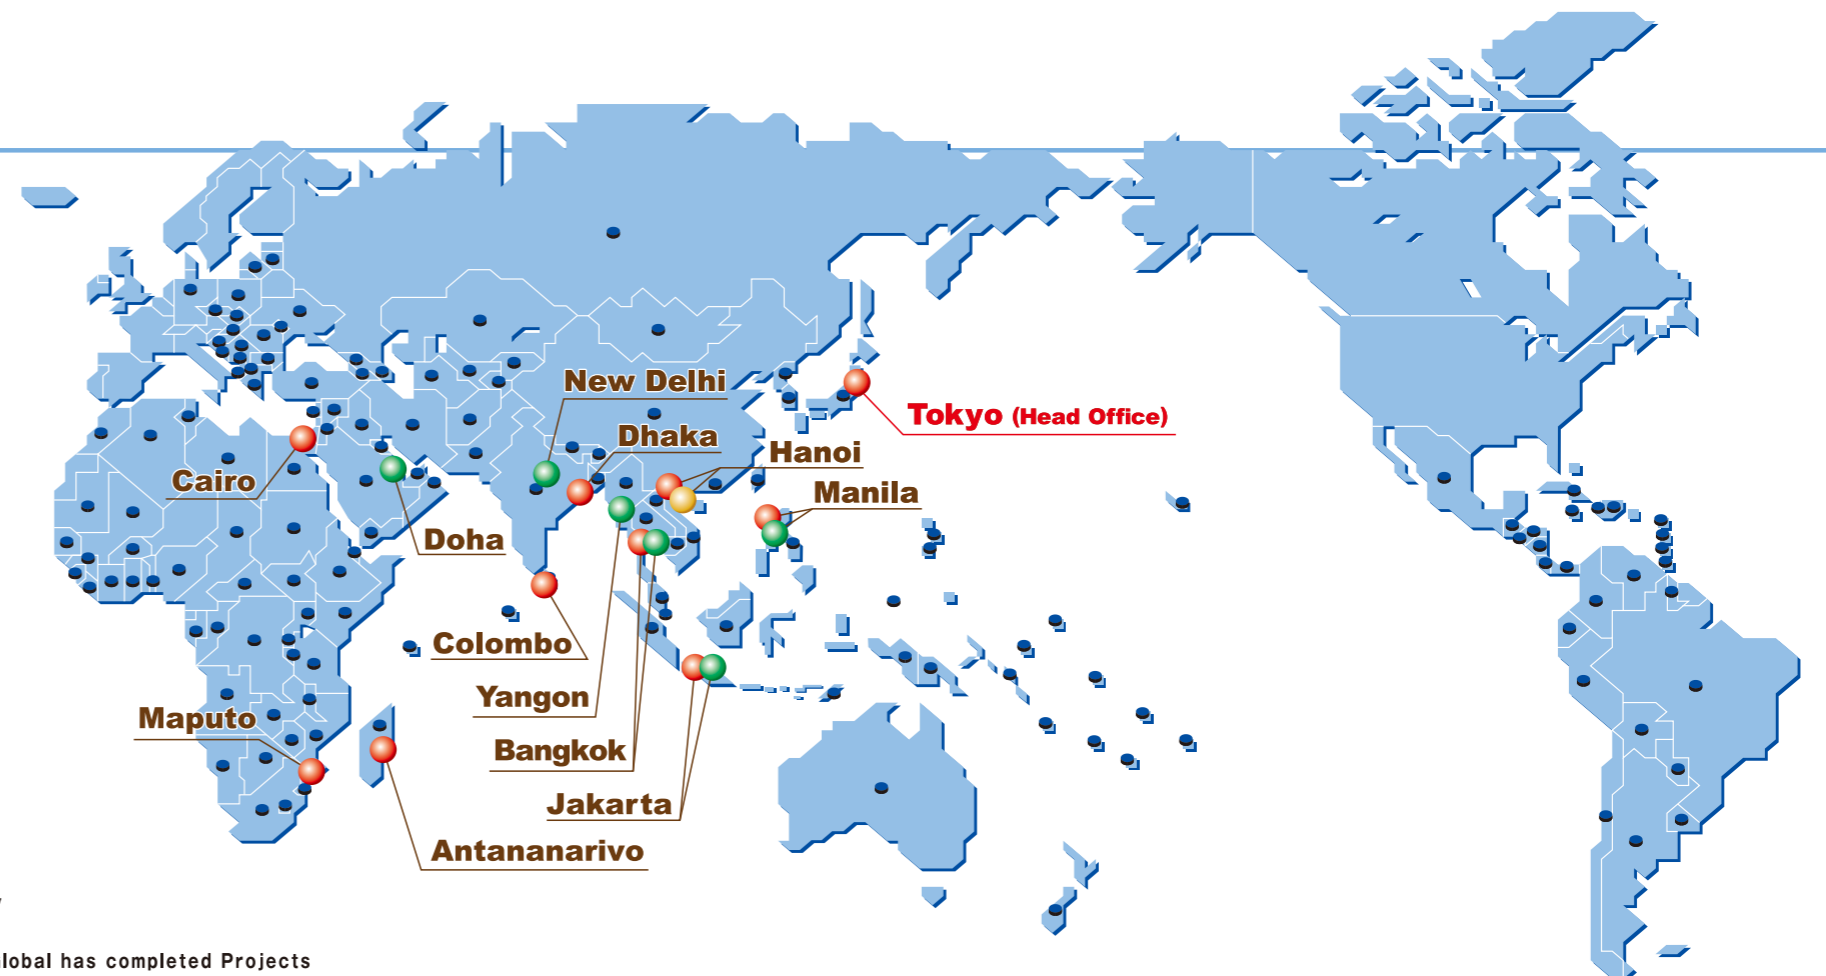 New Delhi
Tokyo (Head Office)
Dhaka
Hanoi
Cairo
Manila
Doha
Colombo
Yangon
Maputo
Bangkok
Jakarta
Antananarivo
lobal has completed Projects